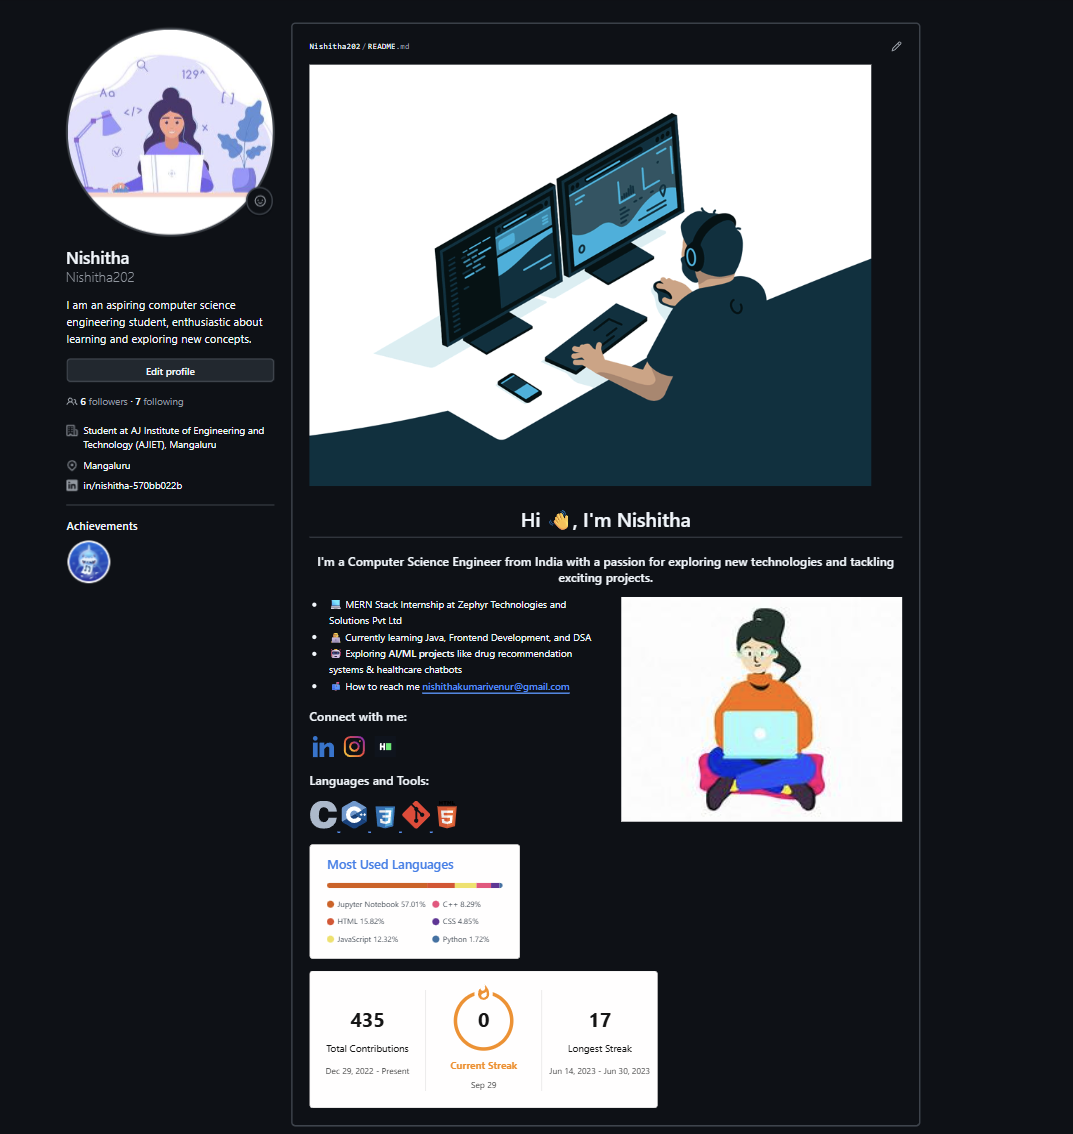 129^
Aa
[ ]
</>
x
Nishitha
Nishitha202
I am an aspiring computer science
engineering student, enthusiastic about
learning and exploring new concepts.
Edit profile
6 followers · 7 following
Student at AJ Institute of Engineering and
Technology (AJIET), Mangaluru
Mangaluru
in/nishitha-570bb022b
Achievements
Nishitha202/README.md
Hi 👋, I'm Nishitha
I'm a Computer Science Engineer from India with a passion for exploring new technologies and tackling
exciting projects.
• 💻 MERN Stack Internship at Zephyr Technologies and
Solutions Pvt Ltd
• Currently learning Java, Frontend Development, and DSA
• Exploring AI/ML projects like drug recommendation
systems & healthcare chatbots
• 📫 How to reach me nishithakumarivenur@gmail.com
Connect with me:
in
H
Languages and Tools:
C C 3 5
Most Used Languages
Jupyter Notebook 57.01% C++ 8.29%
HTML 15.82% CSS 4.85%
JavaScript 12.32% Python 1.72%
435 0 17
Total Contributions Longest Streak
Current Streak
Dec 29, 2022 - Present Jun 14, 2023 - Jun 30, 2023
Sep 29